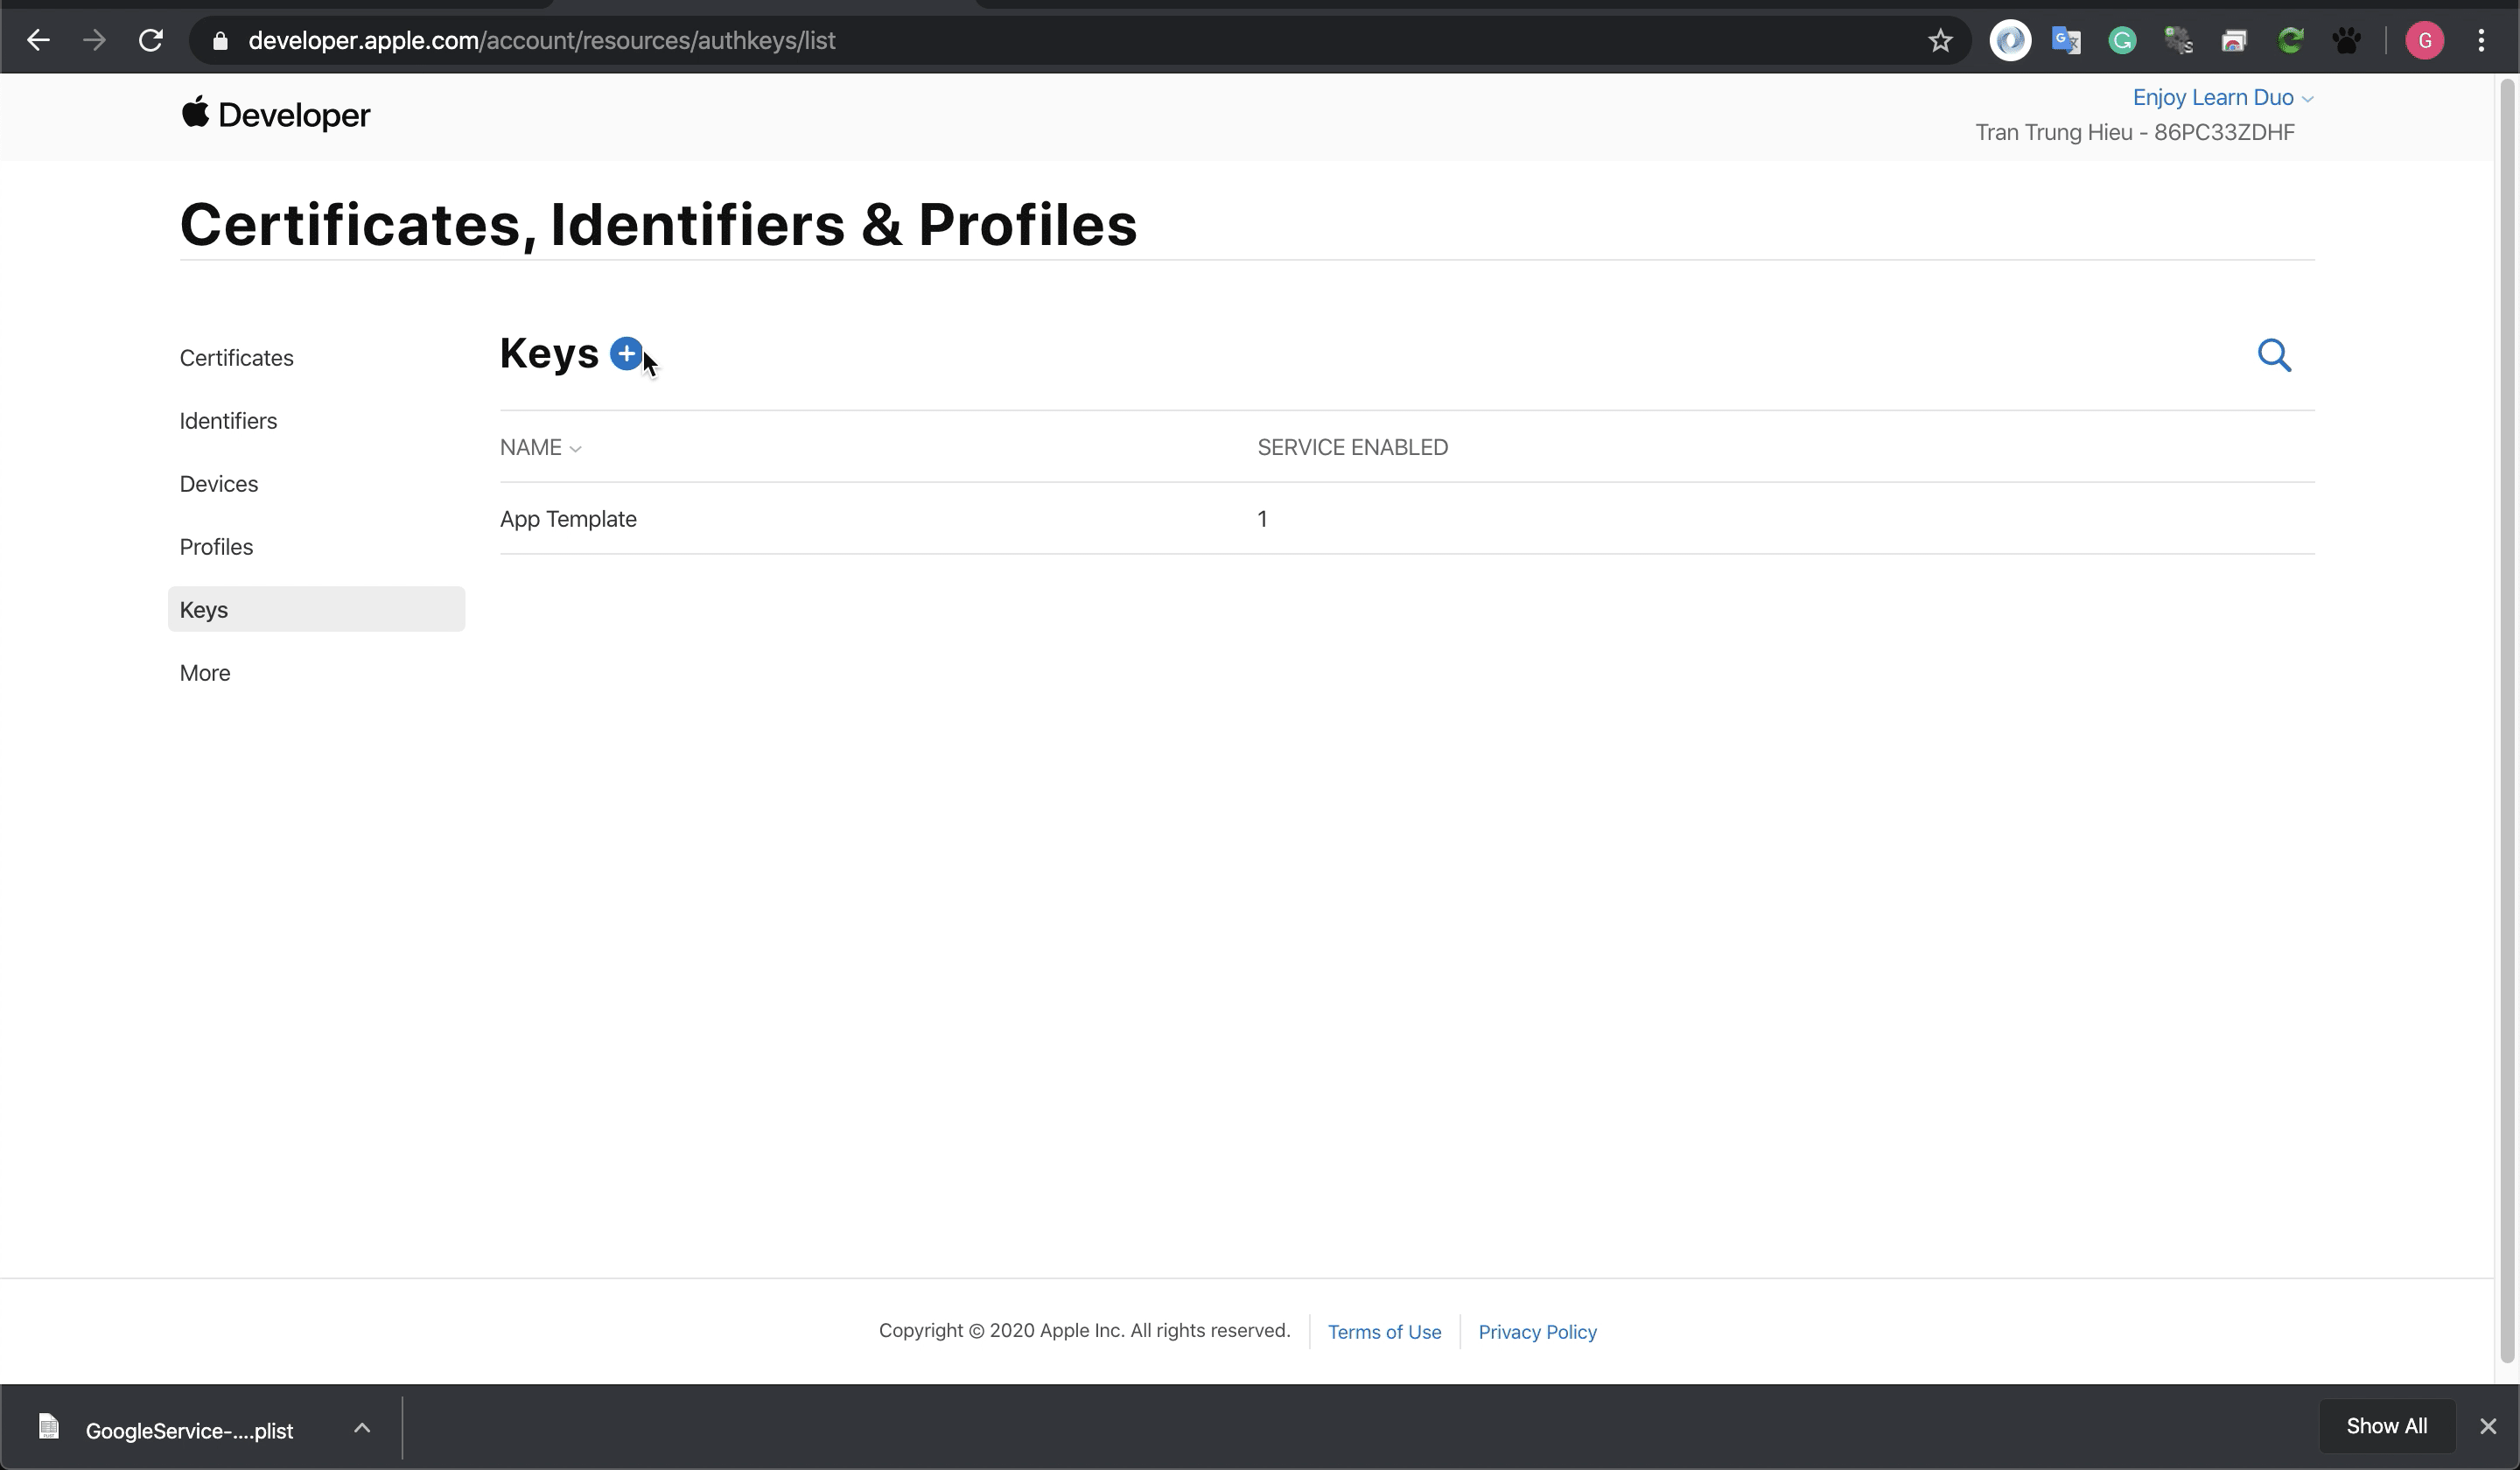 developer.apple.com/account/resources/authkeys/list
G
Developer
Enjoy Learn Duo
Tran Trung Hieu - 86PC33ZDHF
Certificates, Identifiers & Profiles
Certificates
Identifiers
Devices
Profiles
Keys
More
Keys
NAME
SERVICE ENABLED
App Template
1
Copyright © 2020 Apple Inc. All rights reserved.
Terms of Use
Privacy Policy
GoogleService-....plist
Show All